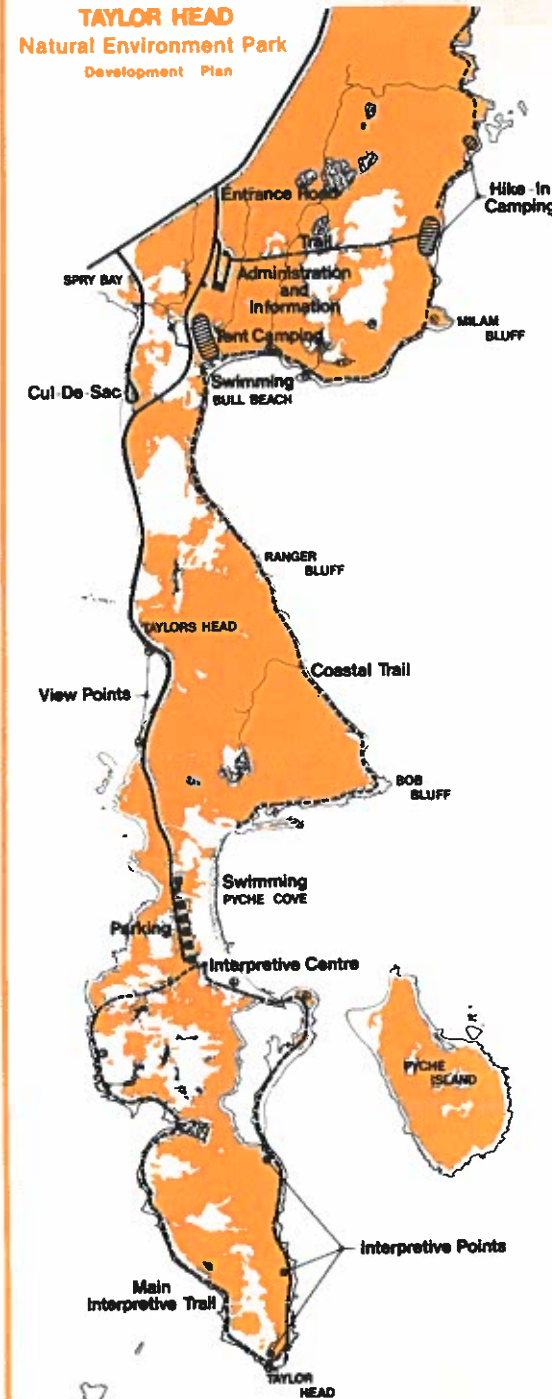 TAYLOR HEAD
Natural Environment Park
Development Plan
Entrance Road
Hike-In
Camping
Trail
SPRY BAY
Administration
and
Information
MILAM
BLUFF
Tent Camping
Cul-De-Sac
Swimming
BULL BEACH
RANGER
BLUFF
TAYLORS HEAD
Coastal Trail
View Points
BOB
BLUFF
Swimming
PYCHE COVE
Parking
Interpretive Centre
PYCHE
ISLAND
Interpretive Points
Main
Interpretive Trail
TAYLOR
HEAD